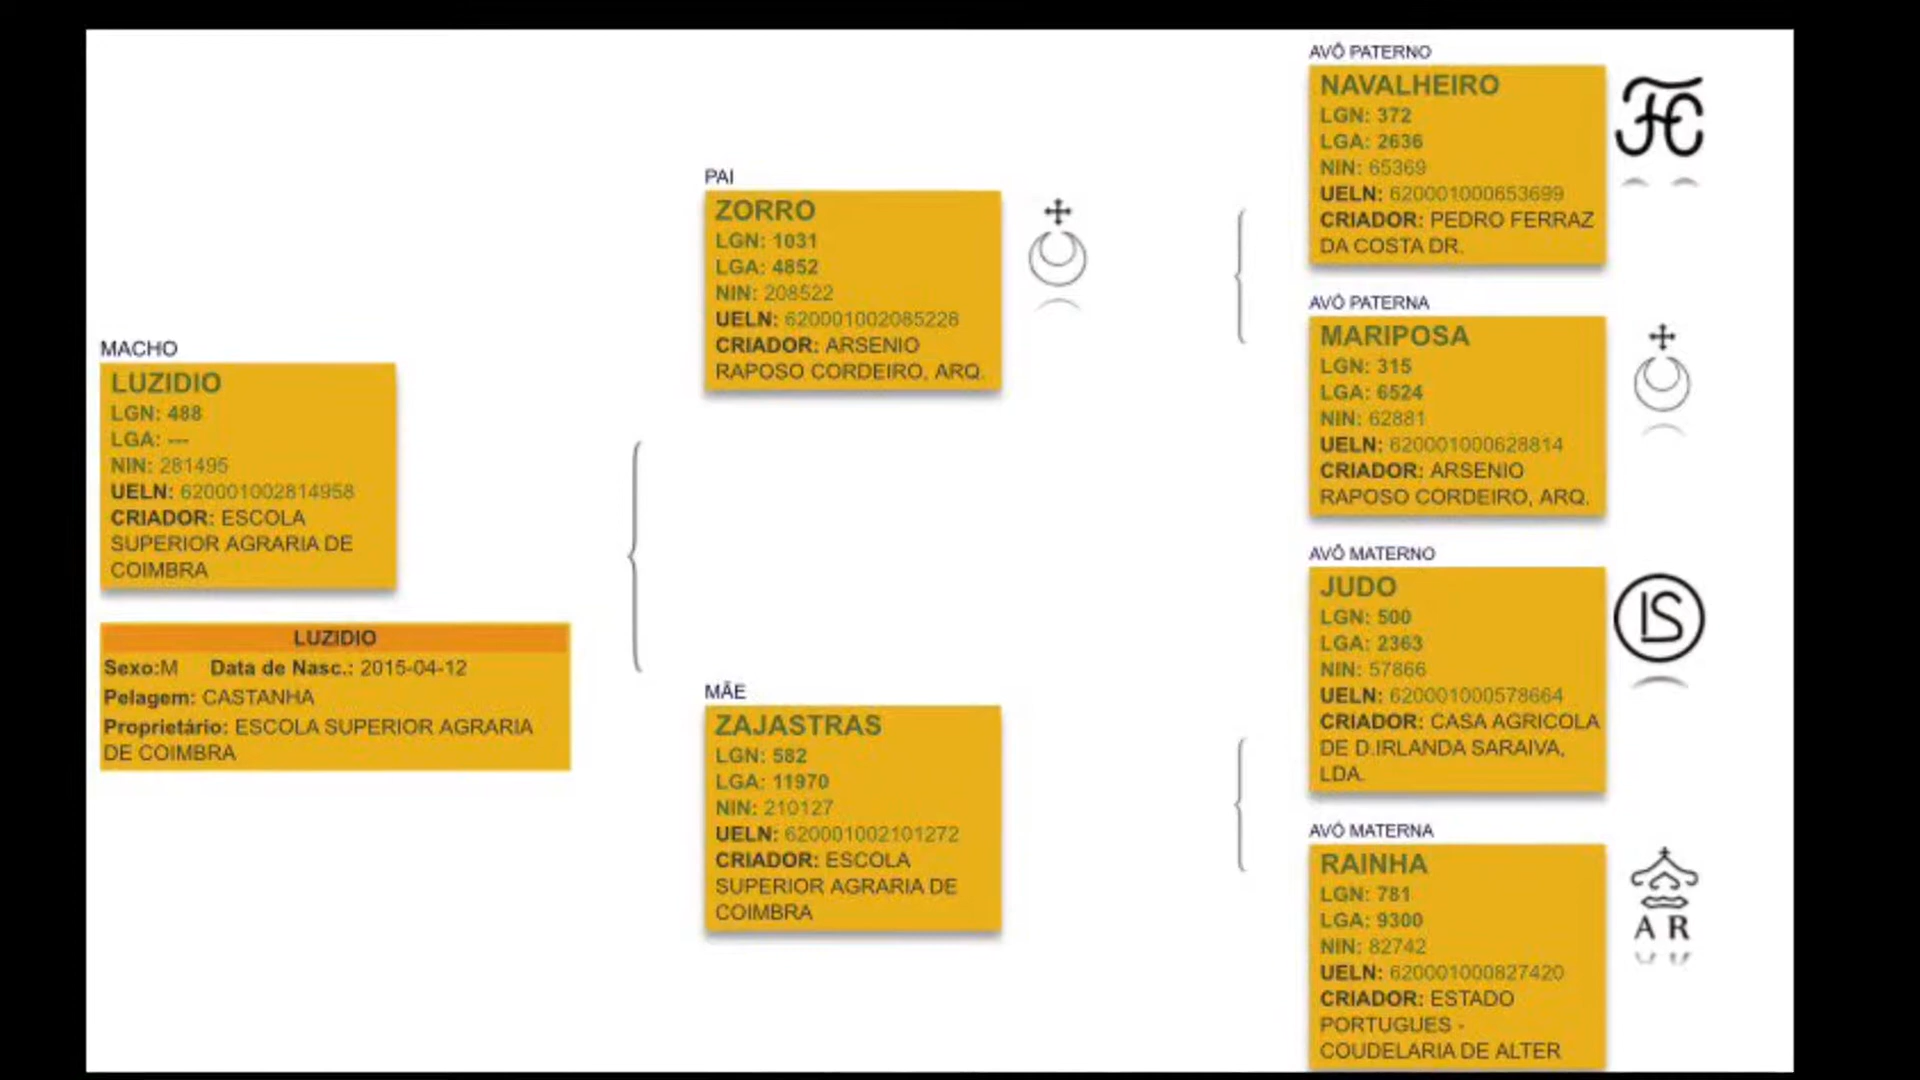 MACHO
LUZIDIO
LGN: 488
LGA: ---
NIN: 281495
UELN: 620001002814958
CRIADOR: ESCOLA
SUPERIOR AGRARIA DE
COIMBRA
LUZIDIO
Sexo:M Data de Nasc.: 2015-04-12
Pelagem: CASTANHA
Proprietário: ESCOLA SUPERIOR AGRARIA
DE COIMBRA
PAI
ZORRO
LGN: 1031
LGA: 4852
NIN: 208522
UELN: 620001002085228
CRIADOR: ARSENIO
RAPOSO CORDEIRO, ARQ.
MÃE
ZAJASTRAS
LGN: 582
LGA: 11970
NIN: 210127
UELN: 620001002101272
CRIADOR: ESCOLA
SUPERIOR AGRARIA DE
COIMBRA
AVÔ PATERNO
NAVALHEIRO
LGN: 372
LGA: 2636
NIN: 65369
UELN: 620001000653699
CRIADOR: PEDRO FERRAZ
DA COSTA DR.
AVÓ PATERNA
MARIPOSA
LGN: 315
LGA: 6524
NIN: 62881
UELN: 620001000628814
CRIADOR: ARSENIO
RAPOSO CORDEIRO, ARQ.
AVÔ MATERNO
JUDO
LGN: 500
LGA: 2363
NIN: 57866
UELN: 620001000578664
CRIADOR: CASA AGRICOLA
DE D.IRLANDA SARAIVA,
LDA.
LS
AVÓ MATERNA
RAINHA
LGN: 781
LGA: 9300
NIN: 82742
UELN: 620001000827420
CRIADOR: ESTADO
PORTUGUES -
COUDELARIA DE ALTER
A R